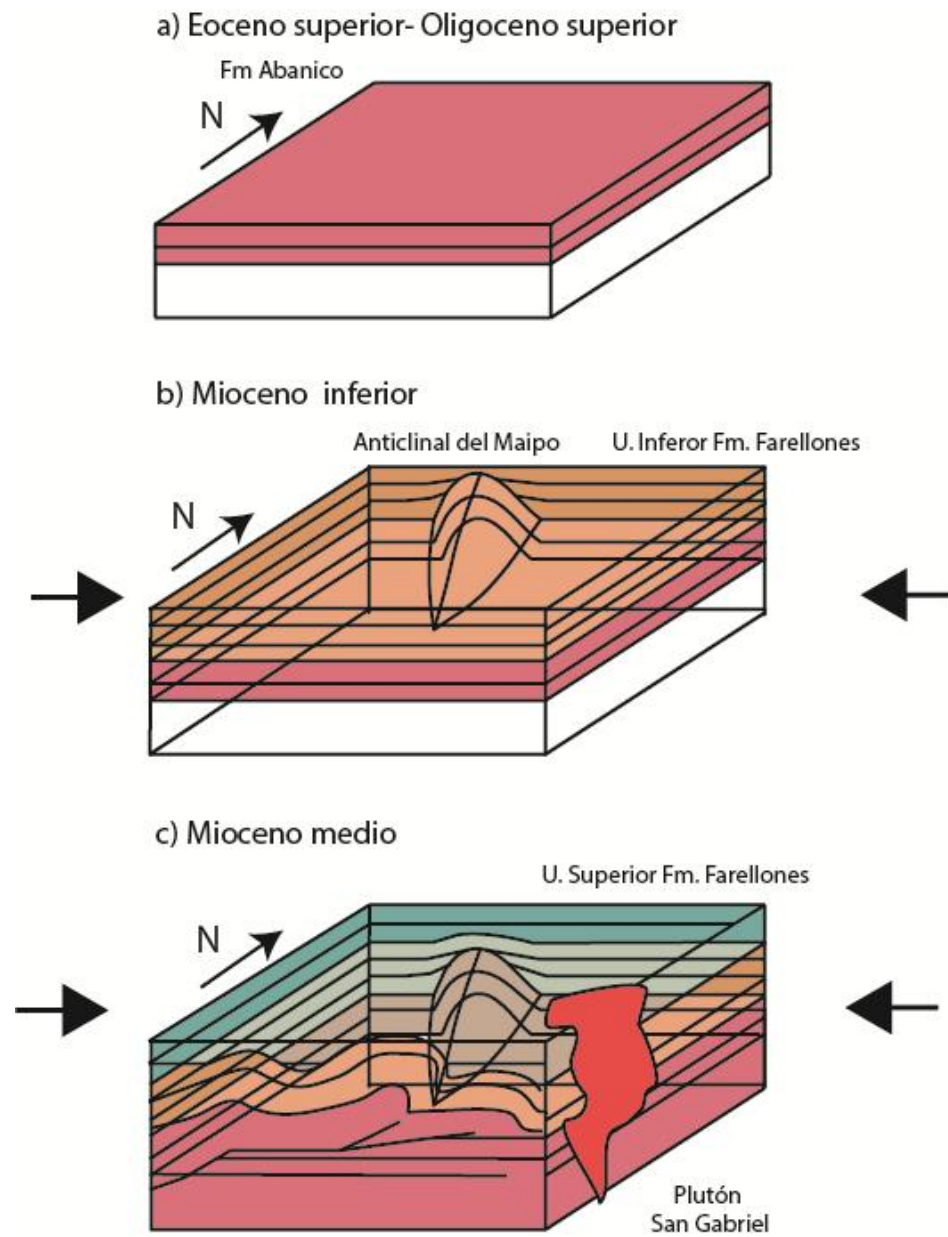 a) Eoceno superior- Oligoceno superior
Fm Abanico
N
b) Mioceno inferior
Anticlinal del Maipo
U. Inferor Fm. Farellones
N
c) Mioceno medio
U. Superior Fm. Farellones
N
Plutón
San Gabriel